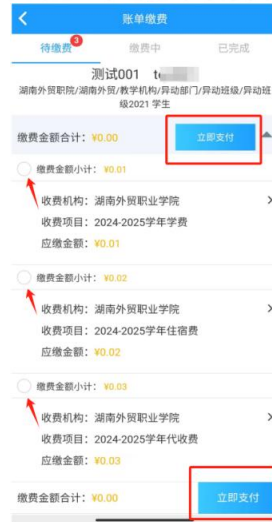 账单缴费
待缴费 3 缴费中 已完成
测试001
湖南外贸职院/湖南外贸/教学机构/异动部门/异动班级/异动班
级2021 学生
缴费金额合计：¥0.00 立即支付
缴费金额小计：¥0.01
收费机构：湖南外贸职业学院
收费项目：2024-2025学年学费
应缴金额：¥0.01
缴费金额小计：¥0.02
收费机构：湖南外贸职业学院
收费项目：2024-2025学年住宿费
应缴金额：¥0.02
缴费金额小计：¥0.03
收费机构：湖南外贸职业学院
收费项目：2024-2025学年代收费
应缴金额：¥0.03
缴费金额合计：¥0.00 立即支付